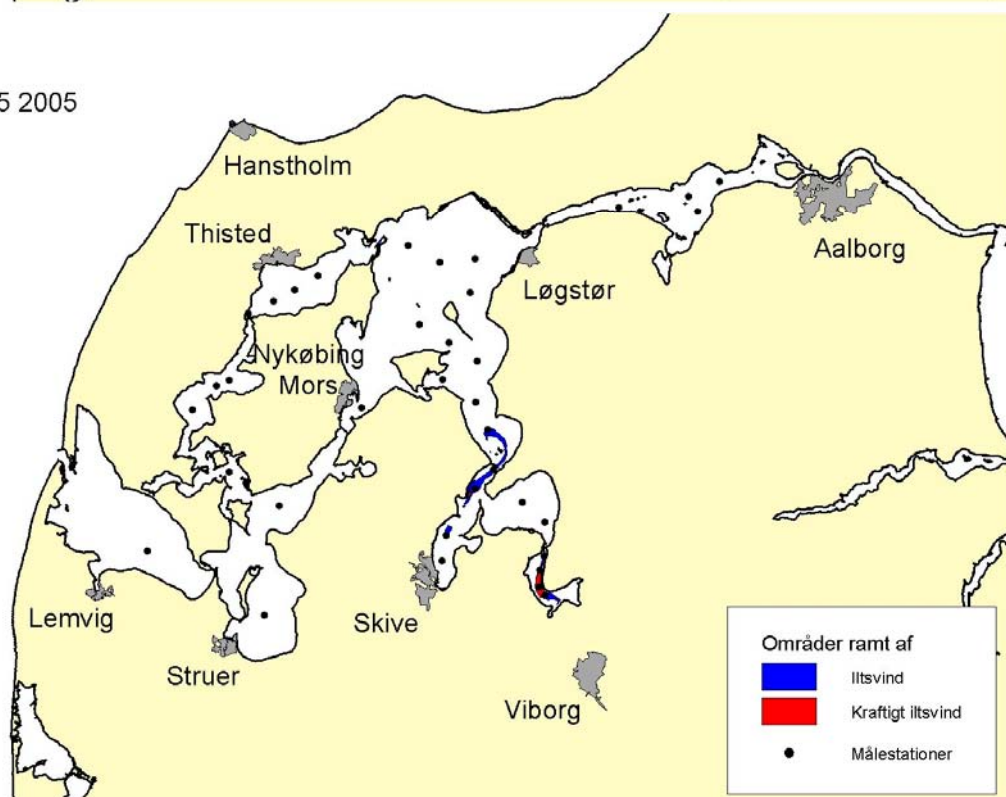 5 2005
Hanstholm
Thisted
Aalborg
Løgstør
Nykøbing
Mors
Lemvig
Skive
Struer
Viborg
Områder ramt af
Iltsvind
Kraftigt iltsvind
Målestationer